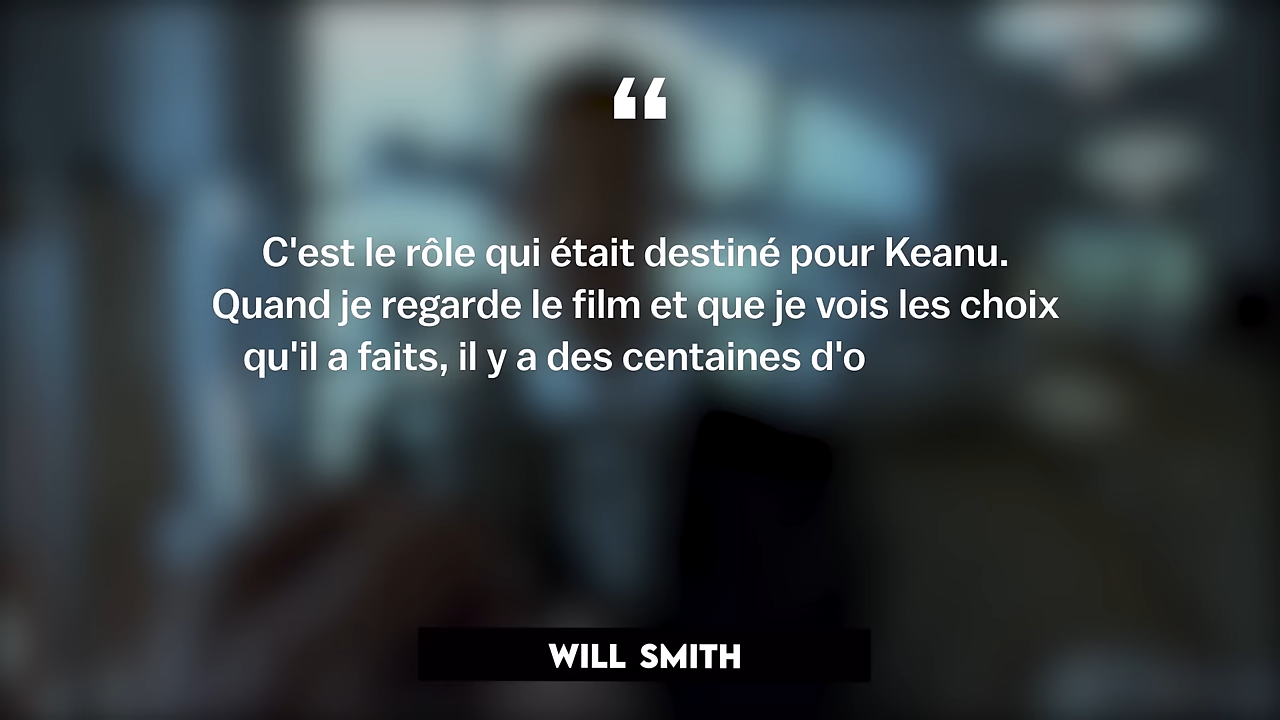 “
C'est le rôle qui était destiné pour Keanu.
Quand je regarde le film et que je vois les choix
qu'il a faits, il y a des centaines d'o
WILL SMITH